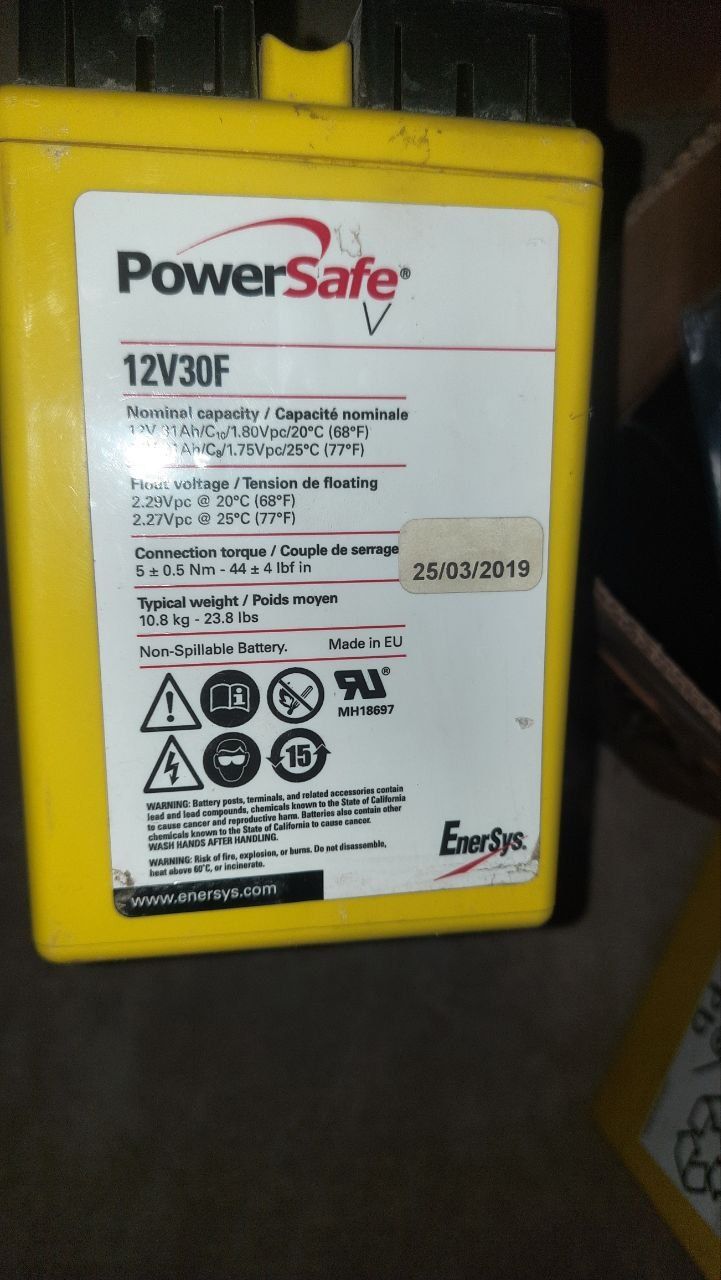 PowerSafe®
V
12V30F
Nominal capacity / Capacité nominale
12V 31Ah/C10/1.80Vpc/20°C (68°F)
Ah/C8/1.75Vpc/25°C (77°F)
Float voltage / Tension de floating
2.29Vpc @ 20°C (68°F)
2.27Vpc @ 25°C (77°F)
Connection torque / Couple de serrage
5 ± 0.5 Nm - 44 ± 4 lbf in
25/03/2019
Typical weight / Poids moyen
10.8 kg - 23.8 lbs
Non-Spillable Battery. Made in EU
®
MH18697
15
WARNING: Battery posts, terminals, and related accessories contain
lead and lead compounds, chemicals known to the State of California
to cause cancer and reproductive harm. Batteries also contain other
chemicals known to the State of California to cause cancer.
WASH HANDS AFTER HANDLING.
WARNING: Risk of fire, explosion, or burns. Do not disassemble,
heat above 60°C, or incinerate.
EnerSys.
www.enersys.com